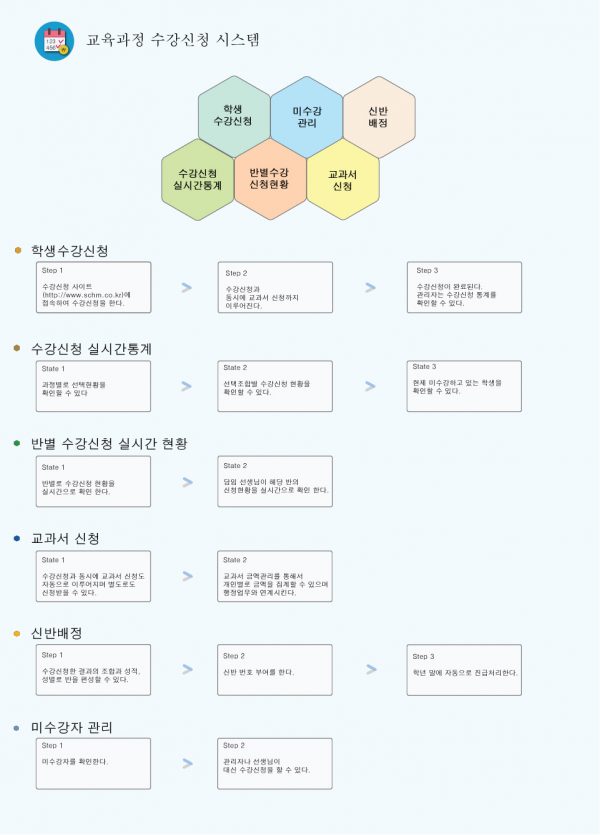 교육과정 수강신청 시스템
학생
수강신청
미수강
관리
신반
배정
수강신청
실시간통계
반별수강
신청현황
교과서
신청
학생수강신청
Step 1
수강신청 사이트
(http://www.schm.co.kr)에
접속하여 수강신청을 한다.
>
Step 2
수강신청과
동시에 교과서 신청까지
이루어진다.
>
Step 3
수강신청이 완료된다.
관리자는 수강신청 통계를
확인할 수 있다.
수강신청 실시간통계
State 1
과정별로 선택현황을
확인할 수 있다
>
State 2
선택조합별 수강신청 현황을
확인할 수 있다.
>
State 3
현재 미수강하고 있는 학생을
확인할 수 있다.
반별 수강신청 실시간 현황
State 1
반별로 수강신청 현황을
실시간으로 확인 한다.
>
State 2
담임 선생님이 해당 반의
신청현황을 실시간으로 확인 한다.
교과서 신청
State 1
수강신청과 동시에 교과서 신청도
자동으로 이루어지며 별도로도
신청받을 수 있다.
>
State 2
교과서 금액관리를 통해서
개인별로 금액을 집계할 수 있으며
행정업무와 연계시킨다.
신반배정
Step 1
수강신청한 결과의 조합과 성적,
성별로 반을 편성할 수 있다.
>
Step 2
신반 번호 부여를 한다.
>
Step 3
학년 말에 자동으로 진급처리한다.
미수강자 관리
Step 1
미수강자를 확인한다.
>
Step 2
관리자나 선생님이
대신 수강신청을 할 수 있다.